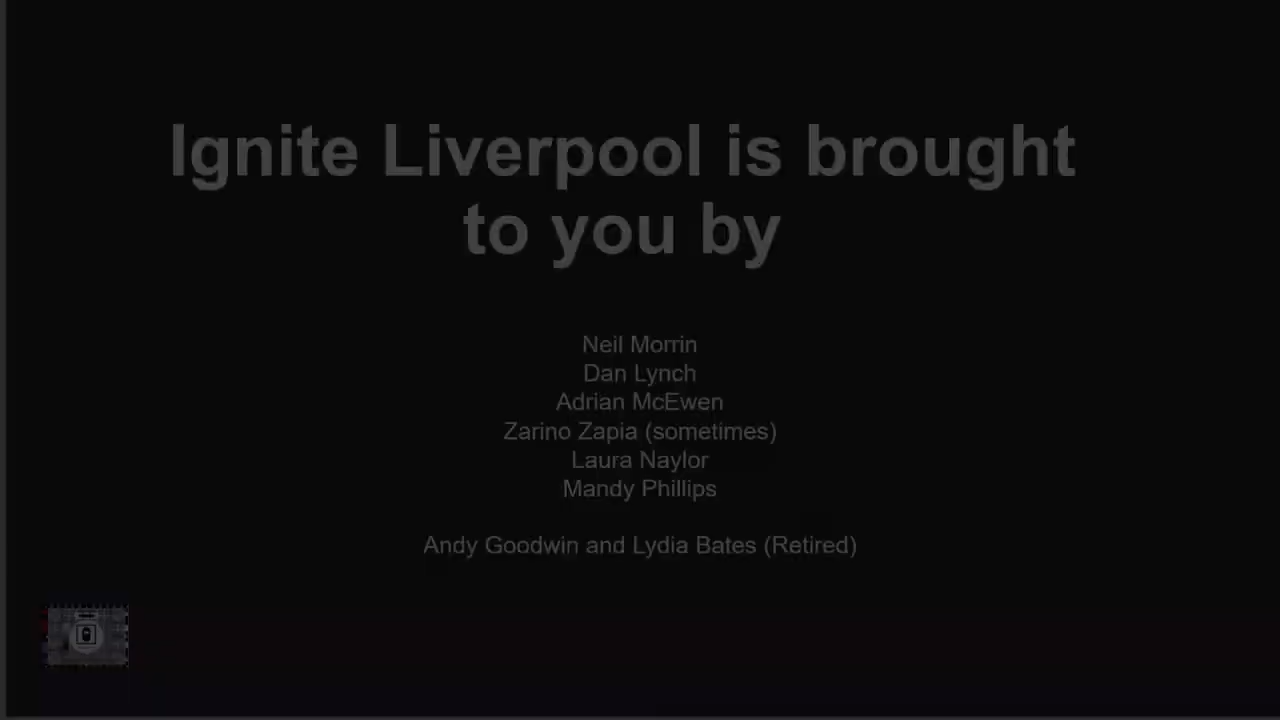 Ignite Liverpool is brought
to you by
Neil Morrin
Dan Lynch
Adrian McEwen
Zarino Zapia (sometimes)
Laura Naylor
Mandy Phillips
Andy Goodwin and Lydia Bates (Retired)